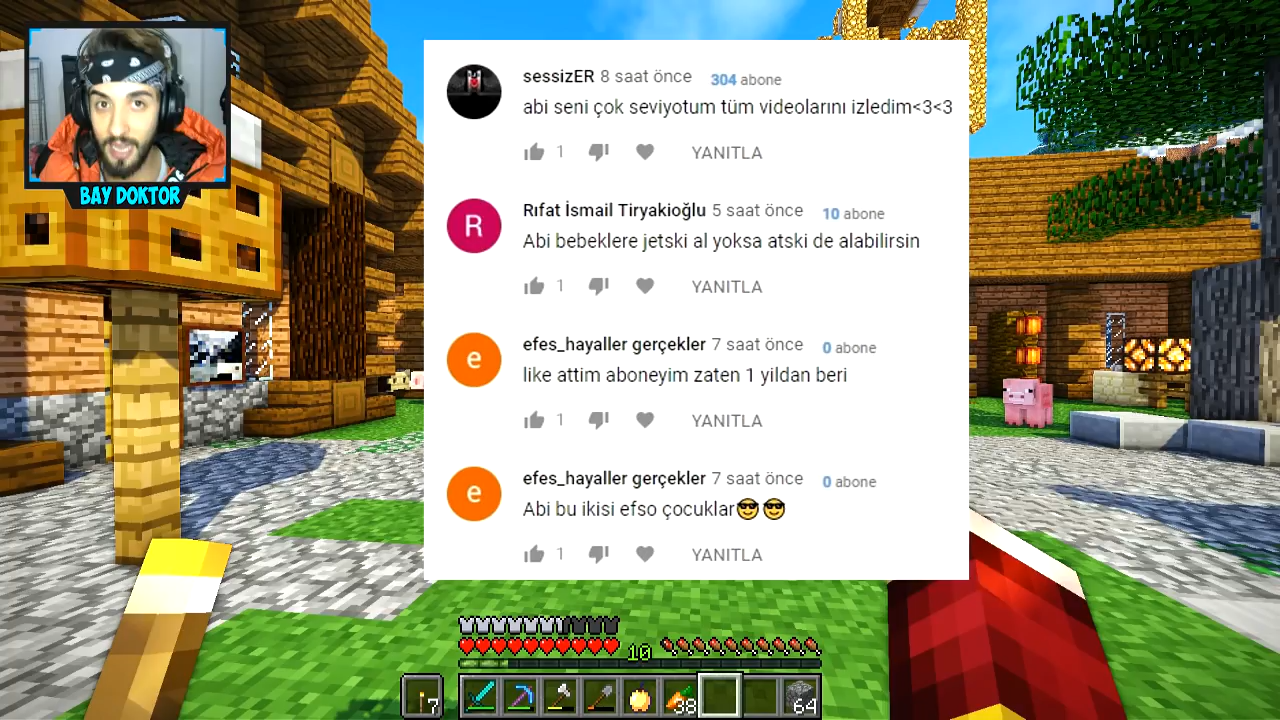 BAY DOKTOR
sessizER 8 saat önce 304 abone
abi seni çok seviyotum tüm videolarını izledim<3<3
1 YANITLA
R
Rıfat İsmail Tiryakioğlu 5 saat önce 10 abone
Abi bebeklere jetski al yoksa atski de alabilirsin
1 YANITLA
e
efes_hayaller gerçekler 7 saat önce 0 abone
like attim aboneyim zaten 1 yildan beri
1 YANITLA
e
efes_hayaller gerçekler 7 saat önce 0 abone
Abi bu ikisi efso çocuklar😎😎
1 YANITLA
10
7 38 64